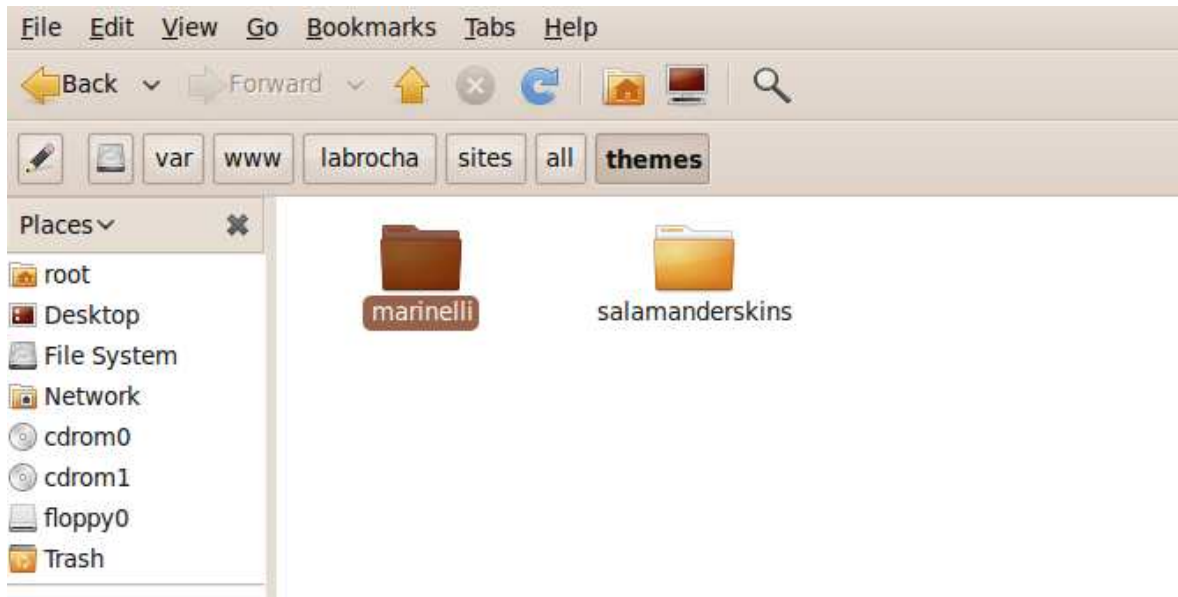 File Edit View Go Bookmarks Tabs Help
Back Forward
var www labrocha sites all themes
Places
root
Desktop
File System
Network
cdrom0
cdrom1
floppy0
Trash
marinelli salamanderskins